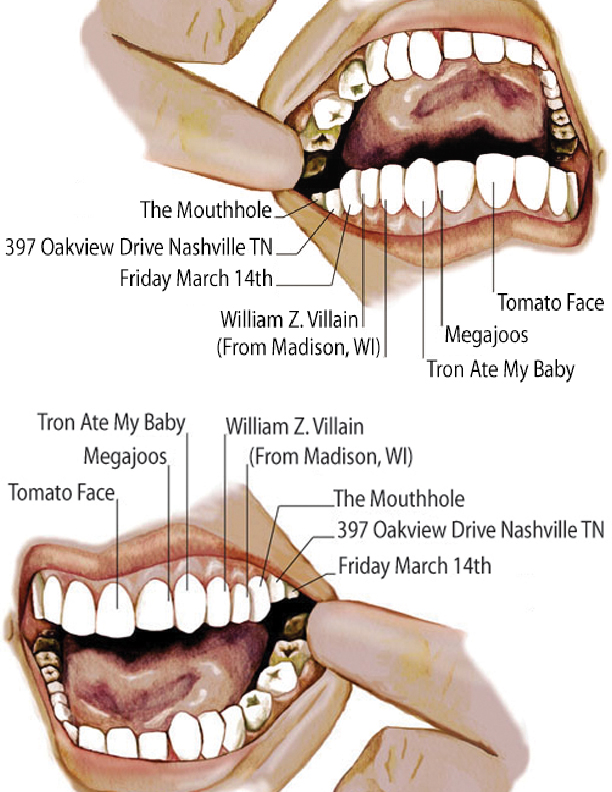 The Mouthhole
397 Oakview Drive Nashville TN
Friday March 14th
William Z. Villain
(From Madison, WI)
Tomato Face
Megajoos
Tron Ate My Baby
Tron Ate My Baby
William Z. Villain
Megajoos
(From Madison, WI)
Tomato Face
The Mouthhole
397 Oakview Drive Nashville TN
Friday March 14th